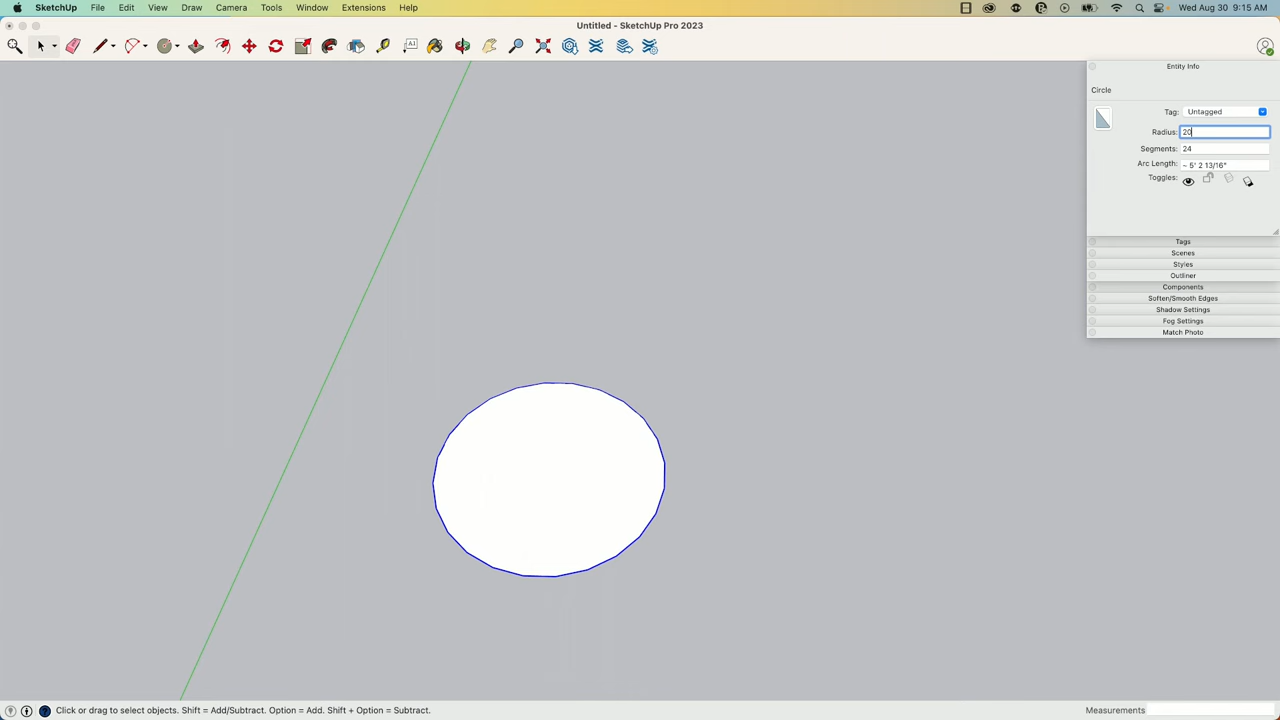 SketchUp File Edit View Draw Camera Tools Window Extensions Help Wed Aug 30 9:15 AM
Untitled - SketchUp Pro 2023
Entity Info
Circle
Tag: Untagged
Radius: 20
Segments: 24
Arc Length: ~ 5' 2 13/16"
Toggles:
Tags
Scenes
Styles
Outliner
Components
Soften/Smooth Edges
Shadow Settings
Fog Settings
Match Photo
Click or drag to select objects. Shift = Add/Subtract. Option = Add. Shift + Option = Subtract. Measurements